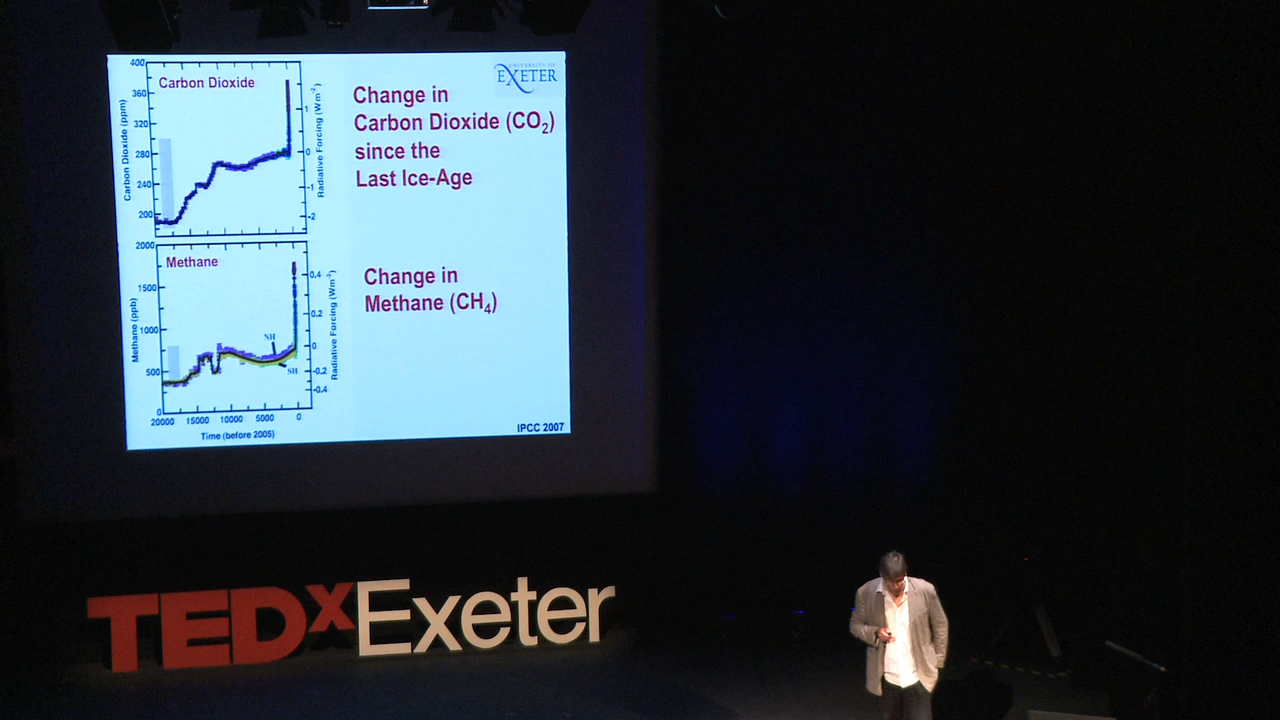 UNIVERSITY OF
EXETER
Carbon Dioxide
Change in
Carbon Dioxide (CO₂)
since the
Last Ice-Age
400
360
320
280
240
200
Carbon Dioxide (ppm)
1
0
-1
-2
Radiative Forcing (Wm⁻²)
Methane
Change in
Methane (CH₄)
2000
1500
1000
500
0
Methane (ppb)
0.4
0.2
0
-0.2
-0.4
Radiative Forcing (Wm⁻²)
NH
SH
20000 15000 10000 5000 0
Time (before 2005)
IPCC 2007
TEDxExeter